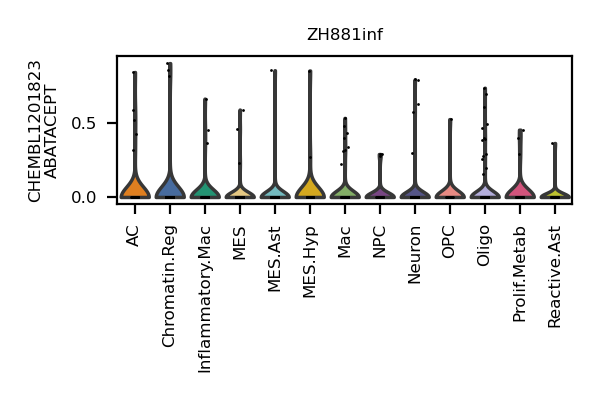 ZH881inf
CHEMBL1201823
ABATACEPT
0.5
0.0
AC
Chromatin.Reg
Inflammatory.Mac
MES
MES.Ast
MES.Hyp
Mac
NPC
Neuron
OPC
Oligo
Prolif.Metab
Reactive.Ast